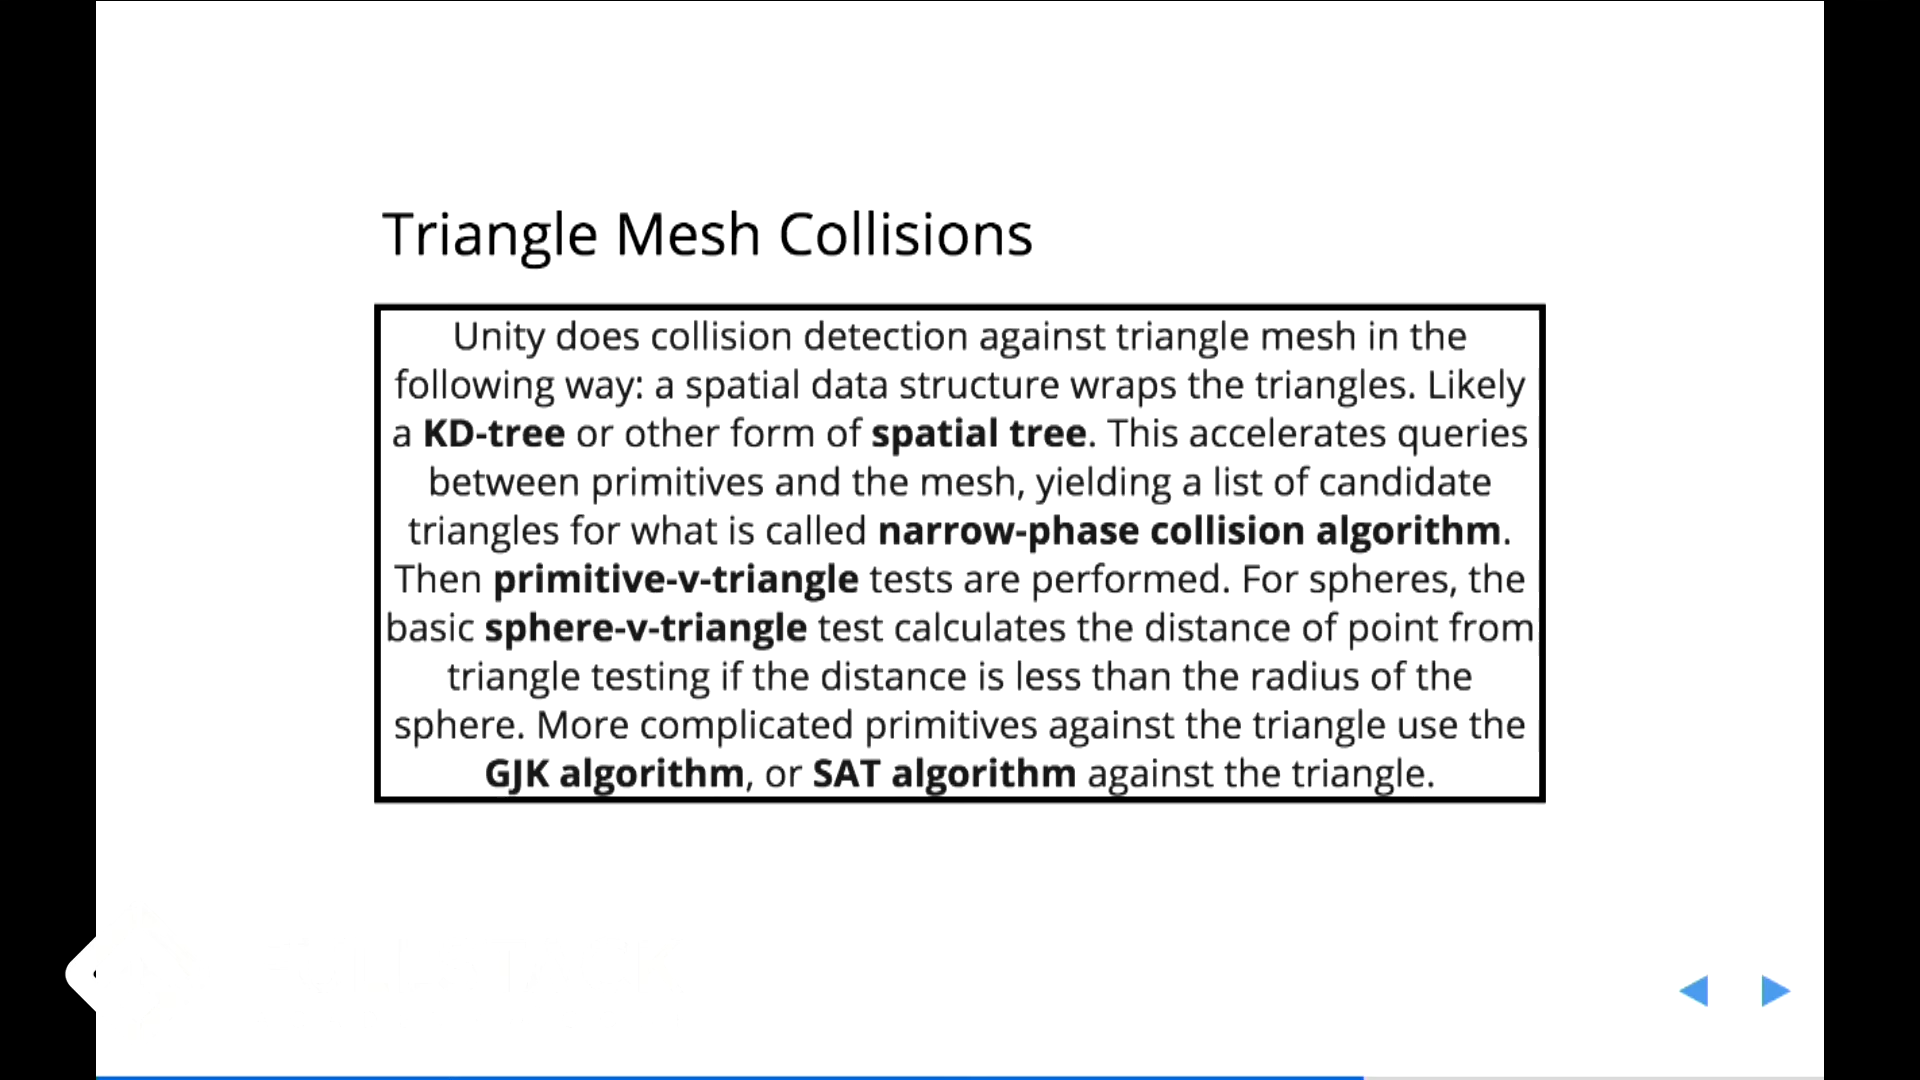 Triangle Mesh Collisions
Unity does collision detection against triangle mesh in the
following way: a spatial data structure wraps the triangles. Likely
a KD-tree or other form of spatial tree. This accelerates queries
between primitives and the mesh, yielding a list of candidate
triangles for what is called narrow-phase collision algorithm.
Then primitive-v-triangle tests are performed. For spheres, the
basic sphere-v-triangle test calculates the distance of point from
triangle testing if the distance is less than the radius of the
sphere. More complicated primitives against the triangle use the
GJK algorithm, or SAT algorithm against the triangle.